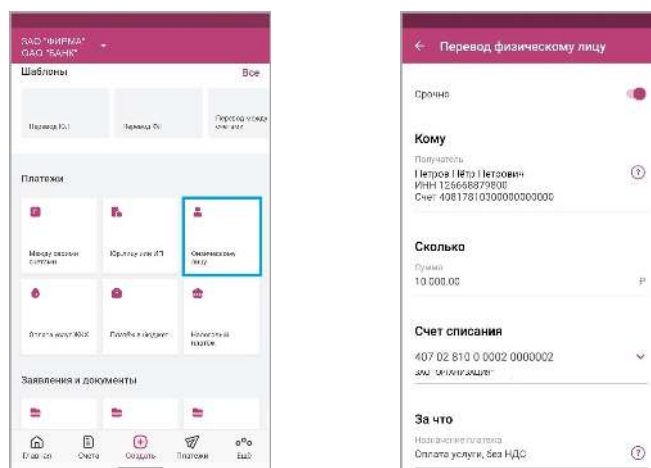 ЗАО "ФИРМА"
ОАО "БАНК"
Шаблоны Все
Перевод ЮЛ
Перевод ФЛ
Перевод между счетами
Платежи
Между своими счетами
Юр.лицу или ИП
Физическому лицу
Оплата услуг ЖКХ
Платёж в бюджет
Налоговый платеж
Заявления и документы
Главная Счета Создать Платежи Ещё
Перевод физическому лицу
Срочно
Кому
Получатель
Петров Пётр Петрович
ИНН 126668879800
Счет 40817810300000000000
Сколько
Сумма
10 000,00 ₽
Счет списания
407 02 810 0 0002 0000002
ЗАО "ОРГАНИЗАЦИЯ"
За что
Назначение платежа
Оплата услуги, без НДС